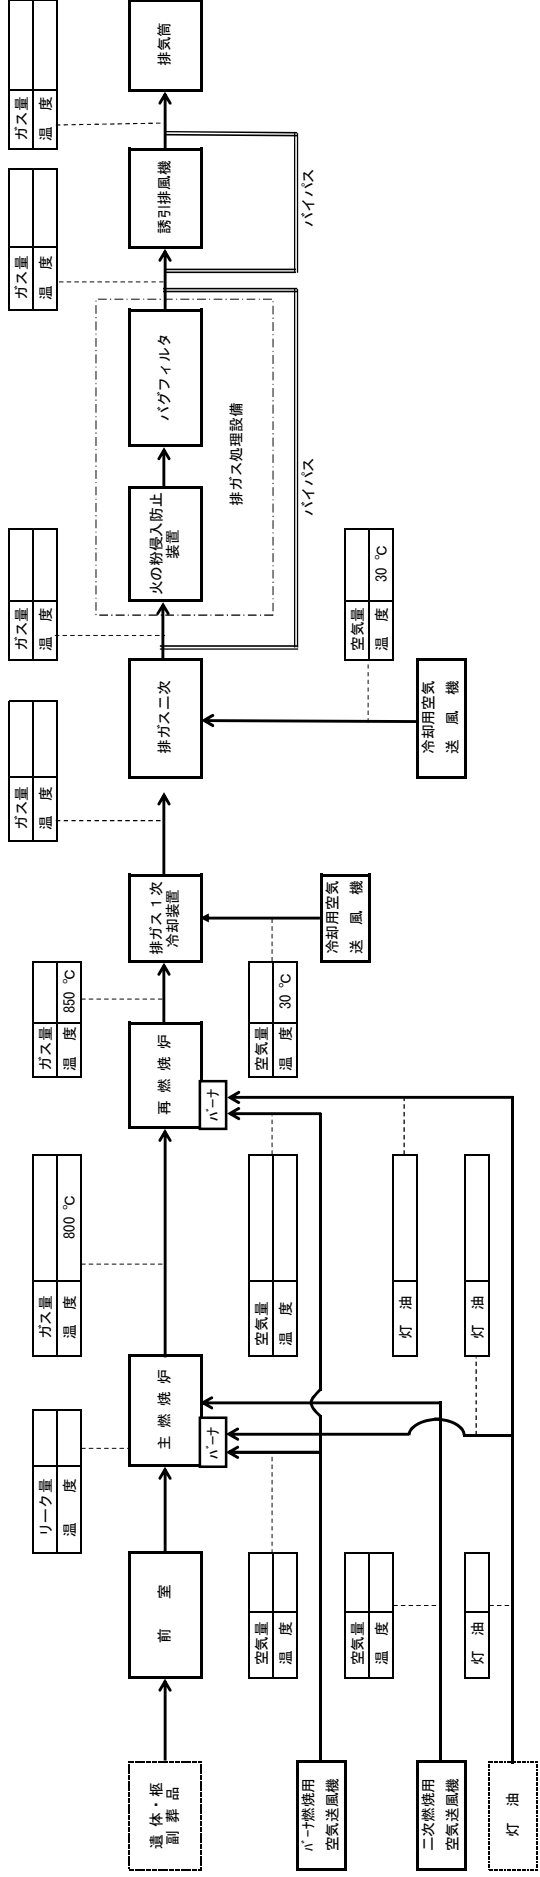 遺体・柩
副葬品
前　室
主燃焼炉
バーナ
再燃焼炉
バーナ
排ガス１次
冷却装置
排ガス二次
火の粉侵入防止
装置
バグフィルタ
排ガス処理設備
誘引排風機
排気筒
バイパス
バイパス
リーク量
温　度
ガス量
温　度　800 ℃
ガス量
温　度　850 ℃
ガス量
温　度
ガス量
温　度
ガス量
温　度
ガス量
温　度
空気量
温　度
空気量
温　度
空気量
温　度
空気量
温　度　30 ℃
空気量
温　度　30 ℃
灯　油
灯　油
灯　油
冷却用空気
送　風　機
冷却用空気
送　風　機
バーナ燃焼用
空気送風機
二次燃焼用
空気送風機
灯　油